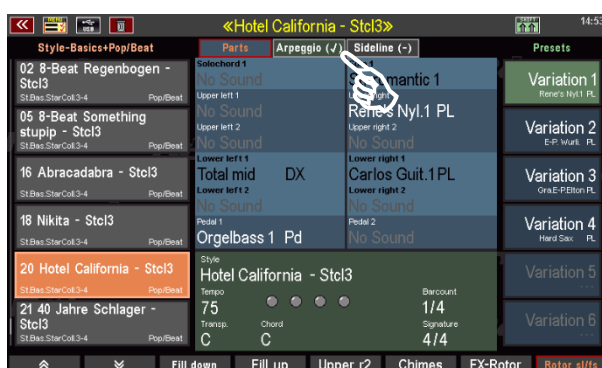 «Hotel California - Stcl3»
14:53
Style-Basics+Pop/Beat
Parts
Arpeggio (√)
Sideline (-)
Presets
02 8-Beat Regenbogen - Stcl3
St.Bas.StarColl.3-4 Pop/Beat
05 8-Beat Something stupip - Stcl3
St.Bas.StarColl.3-4 Pop/Beat
16 Abracadabra - Stcl3
St.Bas.StarColl.3-4 Pop/Beat
18 Nikita - Stcl3
St.Bas.StarColl.3-4 Pop/Beat
20 Hotel California - Stcl3
St.Bas.StarColl.3-4 Pop/Beat
21 40 Jahre Schlager - Stcl3
St.Bas.StarColl.3-4 Pop/Beat
Solochord 1
No Sound
Upper left 1
No Sound
Upper left 2
No Sound
Lower left 1
Total mid DX
Lower left 2
No Sound
Pedal 1
Orgelbass 1 Pd
mantic 1
René's Nyl.1 PL
Upper right 2
No Sound
Lower right 1
Carlos Guit.1 PL
Lower right 2
No Sound
Pedal 2
No Sound
Style
Hotel California - Stcl3
Tempo
75
Barcount
1/4
Transp.
C
Chord
C
Signature
4/4
Variation 1
Rene's Nyl.1 PL
Variation 2
E-P. Wurli. PL
Variation 3
Gra.E-P.Elton PL
Variation 4
Hard Sax PL
Variation 5
Variation 6
Fill down
Fill up
Upper r2
Chimes
FX-Rotor
Rotor sl/fs